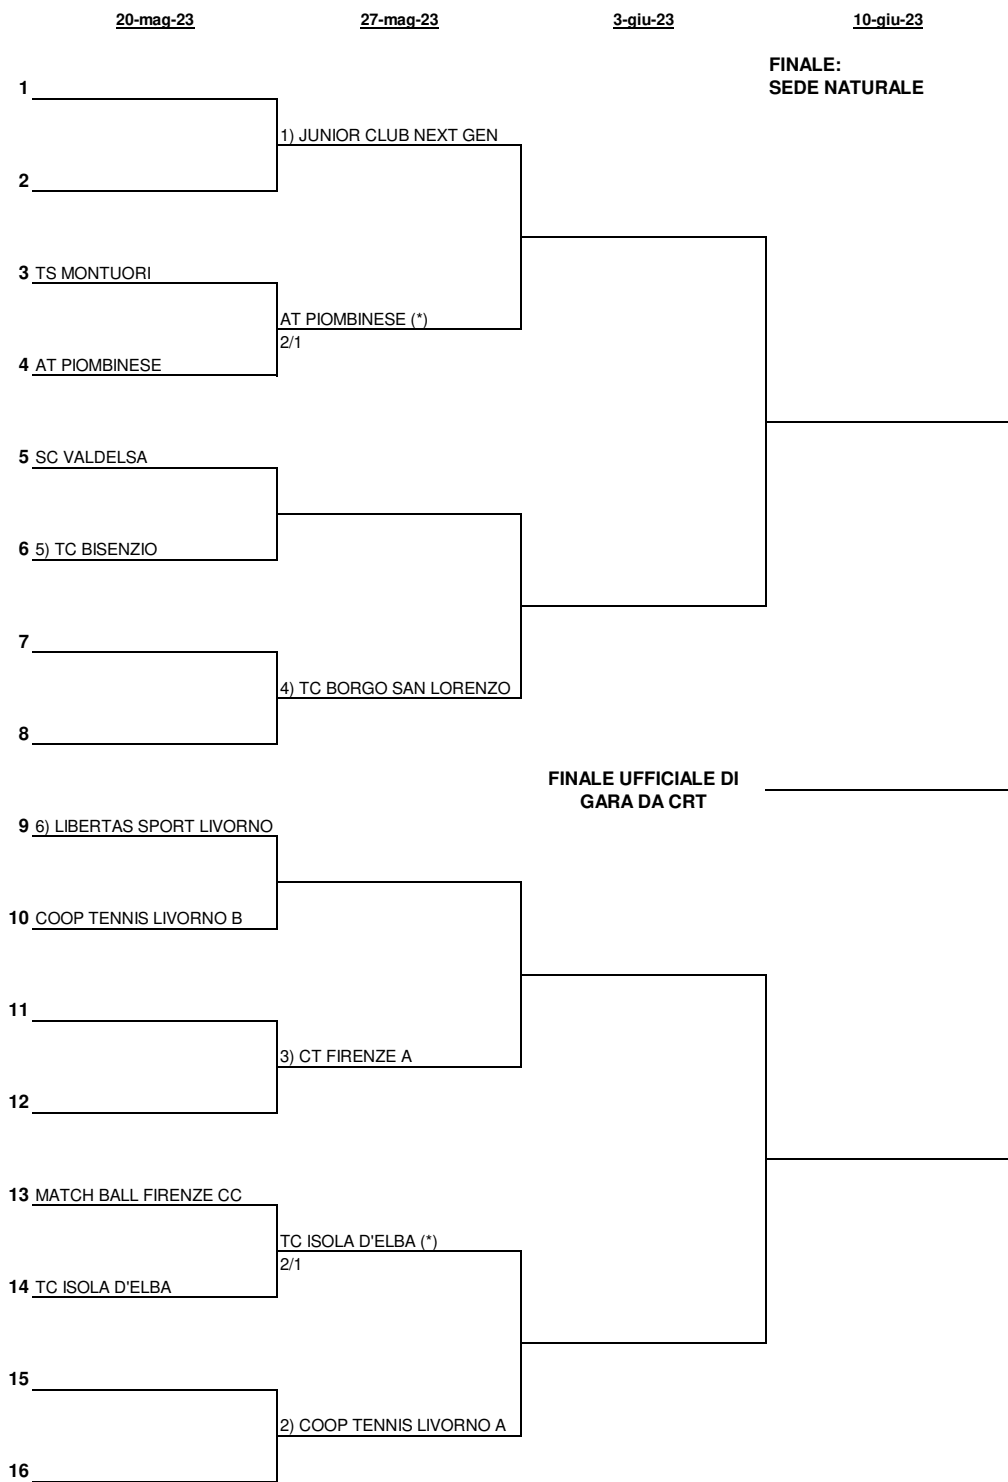 20-mag-23 27-mag-23 3-giu-23 10-giu-23
FINALE:
SEDE NATURALE
1
1) JUNIOR CLUB NEXT GEN
2
3 TS MONTUORI
AT PIOMBINESE (*)
2/1
4 AT PIOMBINESE
5 SC VALDELSA
6 5) TC BISENZIO
7
4) TC BORGO SAN LORENZO
8
FINALE UFFICIALE DI
GARA DA CRT
9 6) LIBERTAS SPORT LIVORNO
10 COOP TENNIS LIVORNO B
11
3) CT FIRENZE A
12
13 MATCH BALL FIRENZE CC
TC ISOLA D'ELBA (*)
2/1
14 TC ISOLA D'ELBA
15
2) COOP TENNIS LIVORNO A
16